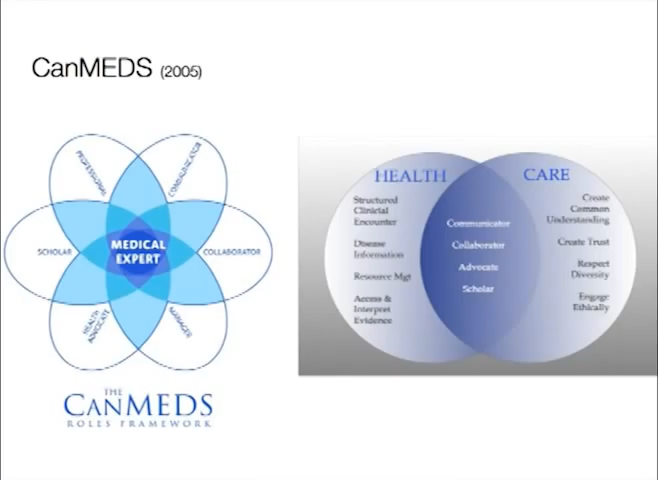 CanMEDS (2005)
PROFESSIONAL
COMMUNICATOR
SCHOLAR
MEDICAL
EXPERT
COLLABORATOR
HEALTH
ADVOCATE
MANAGER
THE
CANMEDS
ROLES FRAMEWORK
HEALTH
Structured
Clinicial
Encounter
Disease
Information
Resource Mgt
Access &
Interpret
Evidence
Communicator
Collaborator
Advocate
Scholar
CARE
Create
Common
Understanding
Create Trust
Respect
Diversity
Engage
Ethically